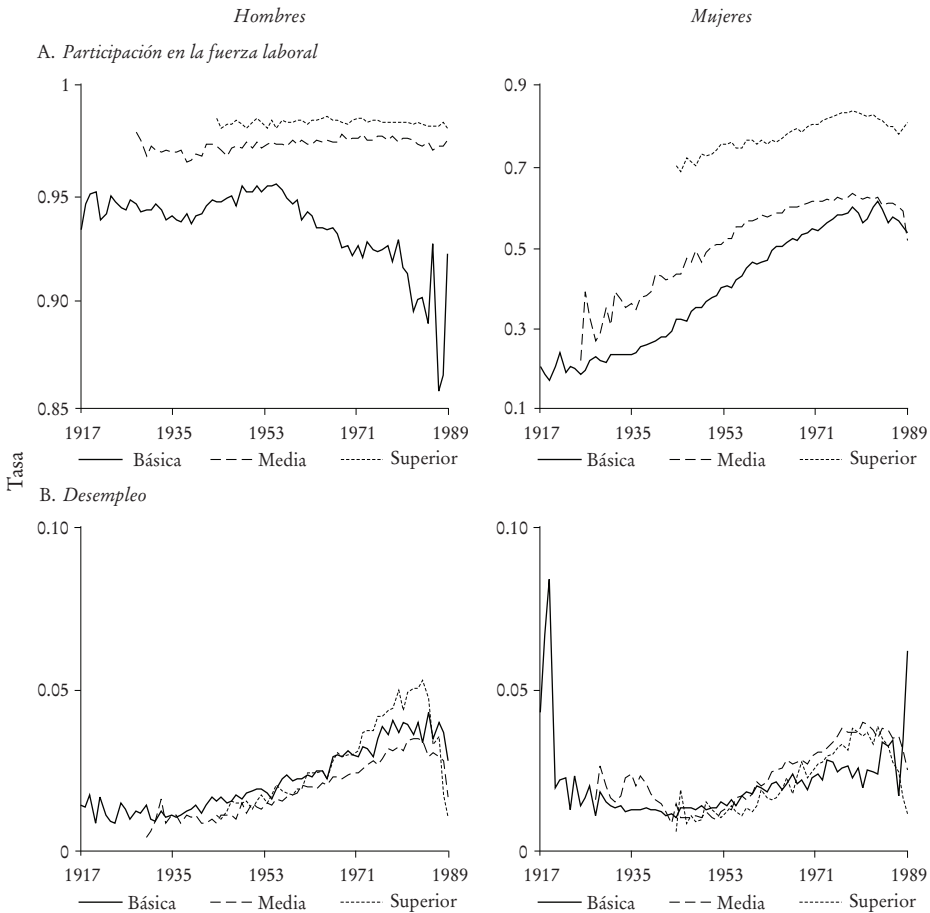 Hombres Mujeres
A. Participación en la fuerza laboral
1 0.9
0.95 0.7
0.5
0.90 0.3
0.85 0.1
1917 1935 1953 1971 1989 1917 1935 1953 1971 1989
Básica Media Superior Básica Media Superior
Tasa
B. Desempleo
0.10 0.10
0.05 0.05
0 0
1917 1935 1953 1971 1989 1917 1935 1953 1971 1989
Básica Media Superior Básica Media Superior